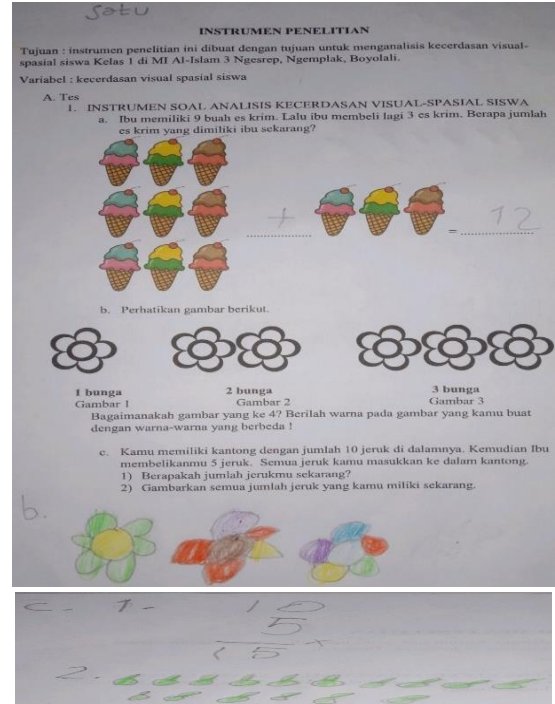 Satu
INSTRUMEN PENELITIAN
Tujuan : instrumen penelitian ini dibuat dengan tujuan untuk menganalisis kecerdasan visual-
spasial siswa Kelas 1 di MI Al-Islam 3 Ngesrep, Ngemplak, Boyolali.
Variabel : kecerdasan visual spasial siswa
A. Tes
1. INSTRUMEN SOAL ANALISIS KECERDASAN VISUAL-SPASIAL SISWA
a. Ibu memiliki 9 buah es krim. Lalu ibu membeli lagi 3 es krim. Berapa jumlah
es krim yang dimiliki ibu sekarang?
+ = 12
b. Perhatikan gambar berikut.
1 bunga 2 bunga 3 bunga
Gambar 1 Gambar 2 Gambar 3
Bagaimanakah gambar yang ke 4? Berilah warna pada gambar yang kamu buat
dengan warna-warna yang berbeda !
c. Kamu memiliki kantong dengan jumlah 10 jeruk di dalamnya. Kemudian Ibu
membelikanmu 5 jeruk. Semua jeruk kamu masukkan ke dalam kantong.
1) Berapakah jumlah jerukmu sekarang?
2) Gambarkan semua jumlah jeruk yang kamu miliki sekarang.
b.
c. 1. 10
5
15 +
2.